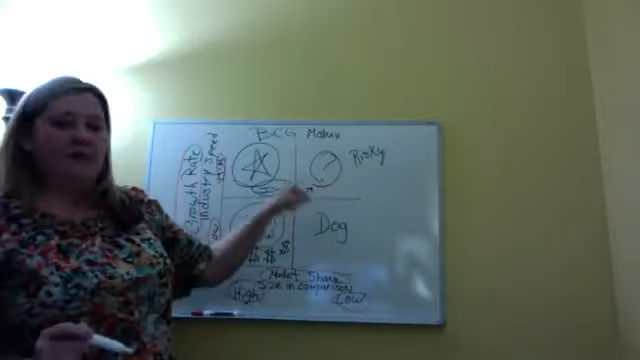 BCG Matrix
?
Risky
Growth Rate
Industry Speed
Dog
$ $ $
Market Share
Size in comparison
High
Low